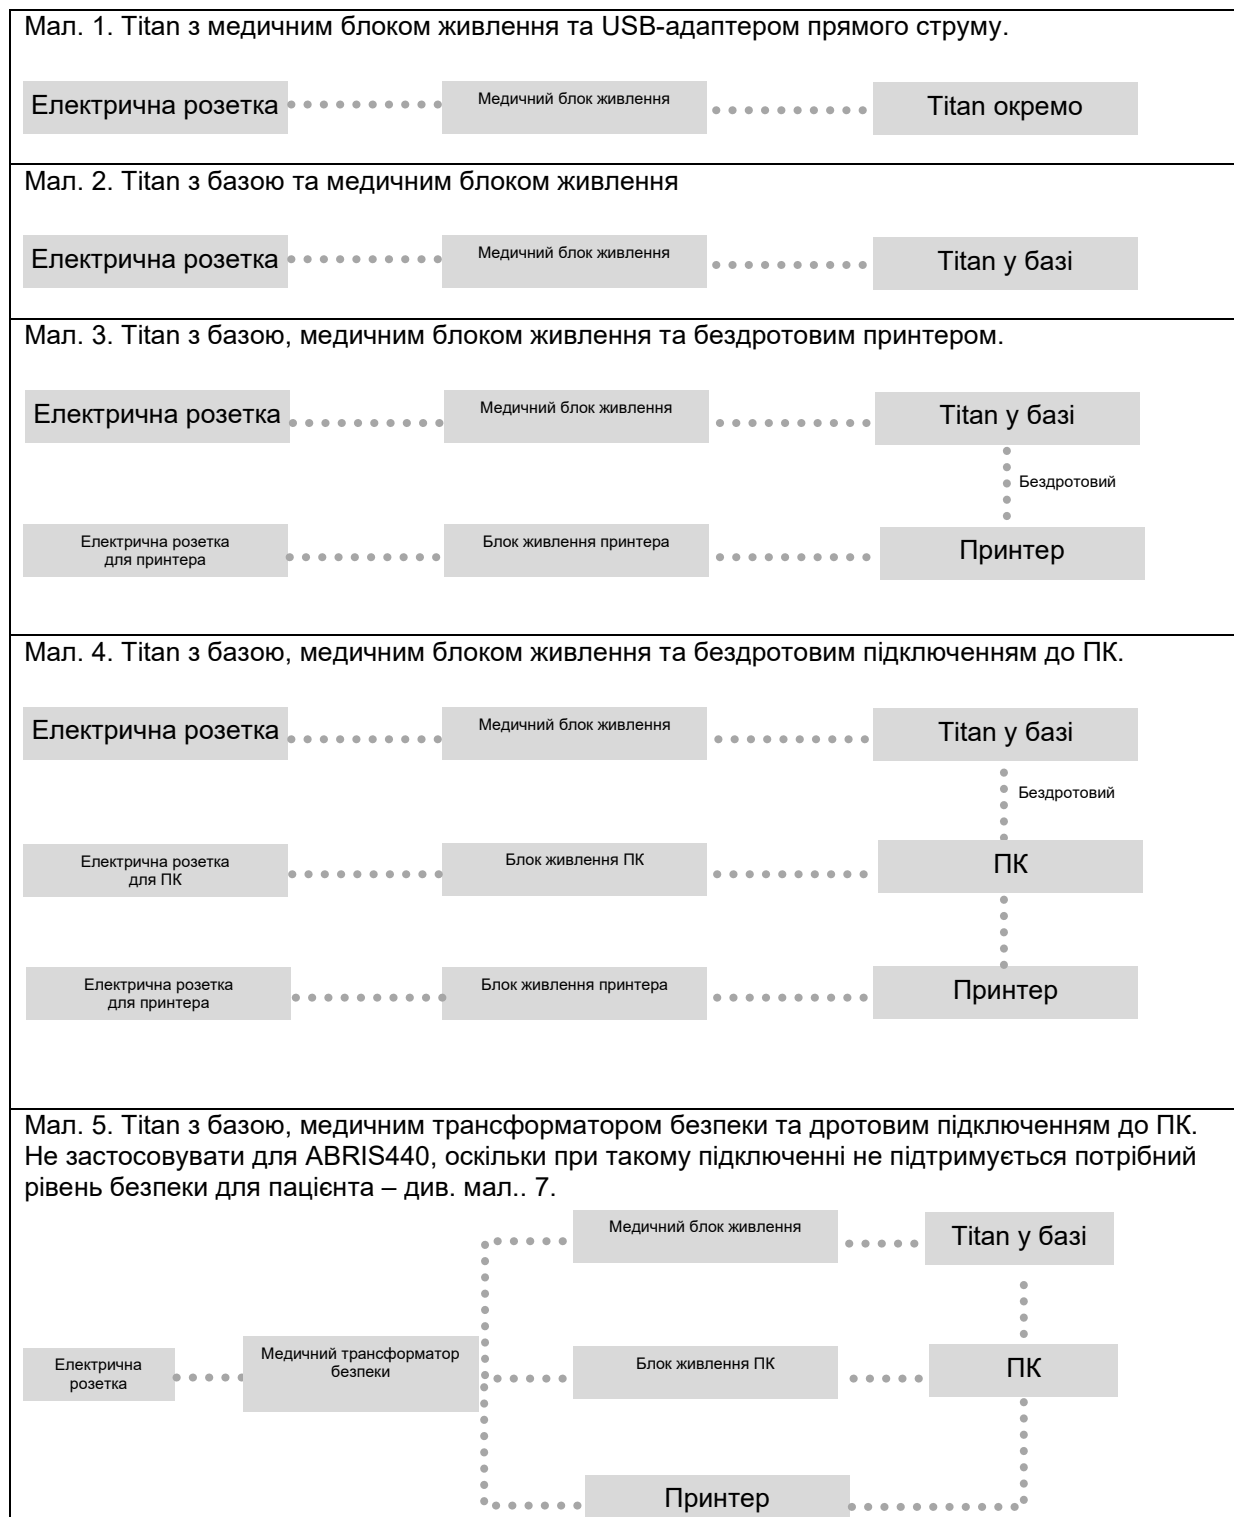 Мал. 1. Titan з медичним блоком живлення та USB-адаптером прямого струму.
Електрична розетка
Медичний блок живлення
Titan окремо
Мал. 2. Titan з базою та медичним блоком живлення
Електрична розетка
Медичний блок живлення
Titan у базі
Мал. 3. Titan з базою, медичним блоком живлення та бездротовим принтером.
Електрична розетка
Медичний блок живлення
Titan у базі
Бездротовий
Електрична розетка
для принтера
Блок живлення принтера
Принтер
Мал. 4. Titan з базою, медичним блоком живлення та бездротовим підключенням до ПК.
Електрична розетка
Медичний блок живлення
Titan у базі
Бездротовий
Електрична розетка
для ПК
Блок живлення ПК
ПК
Електрична розетка
для принтера
Блок живлення принтера
Принтер
Мал. 5. Titan з базою, медичним трансформатором безпеки та дротовим підключенням до ПК.
Не застосовувати для ABRIS440, оскільки при такому підключенні не підтримується потрібний
рівень безпеки для пацієнта – див. мал.. 7.
Медичний блок живлення
Titan у базі
Електрична
розетка
Медичний трансформатор
безпеки
Блок живлення ПК
ПК
Принтер